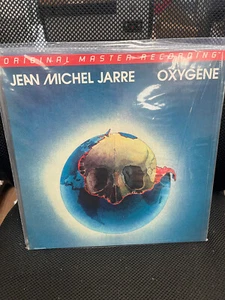 ORIGINAL MASTER RECORDING
JEAN MICHEL JARRE OXYGENE